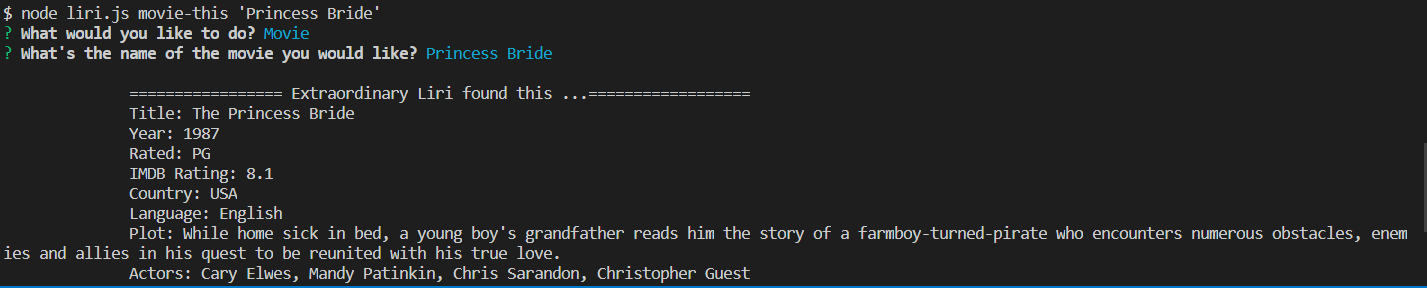 $ node liri.js movie-this 'Princess Bride'
? What would you like to do? Movie
? What's the name of the movie you would like? Princess Bride
================= Extraordinary Liri found this ...==================
Title: The Princess Bride
Year: 1987
Rated: PG
IMDB Rating: 8.1
Country: USA
Language: English
Plot: While home sick in bed, a young boy's grandfather reads him the story of a farmboy-turned-pirate who encounters numerous obstacles, enem
ies and allies in his quest to be reunited with his true love.
Actors: Cary Elwes, Mandy Patinkin, Chris Sarandon, Christopher Guest